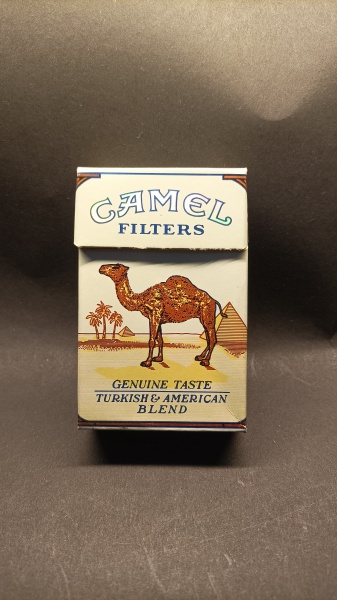 CAMEL
FILTERS
GENUINE TASTE
TURKISH & AMERICAN
BLEND